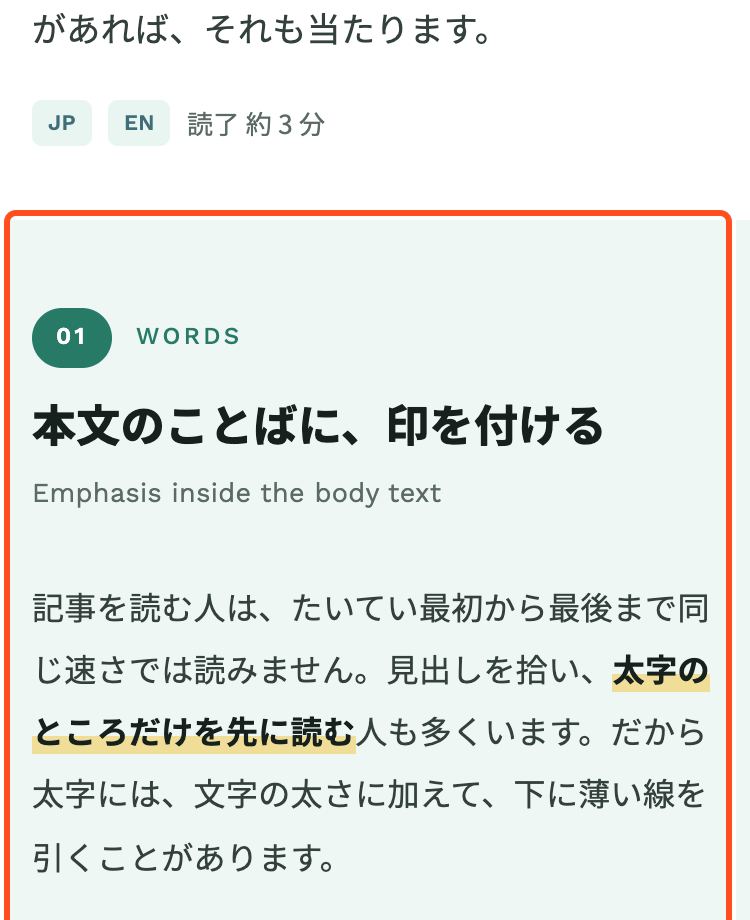 があれば、それも当たります。
JP EN 読了 約 3 分
01 WORDS
本文のことばに、印を付ける
Emphasis inside the body text
記事を読む人は、たいてい最初から最後まで同
じ速さでは読みません。見出しを拾い、太字の
ところだけを先に読む人も多くいます。だから
太字には、文字の太さに加えて、下に薄い線を
引くことがあります。